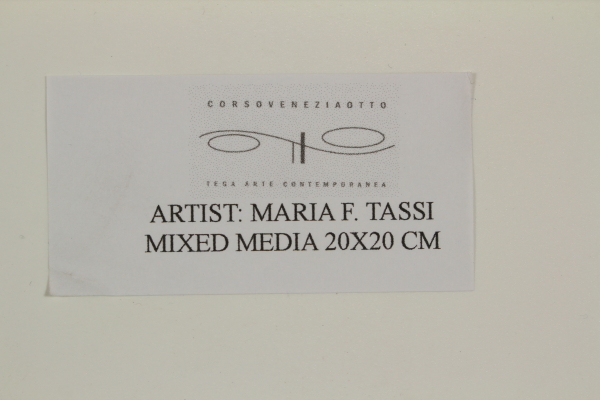 CORSOVENEZIAOTTO
TEGA ARTE CONTEMPORANEA
ARTIST: MARIA F. TASSI
MIXED MEDIA 20X20 CM